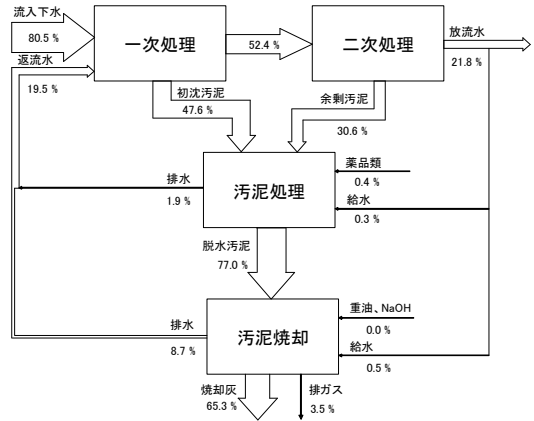 流入下水
80.5 %
一次処理
52.4 %
二次処理
放流水
21.8 %
返流水
19.5 %
初沈汚泥
47.6 %
余剰汚泥
30.6 %
汚泥処理
薬品類
0.4 %
給水
0.3 %
排水
1.9 %
脱水汚泥
77.0 %
汚泥焼却
重油、NaOH
0.0 %
給水
0.5 %
排水
8.7 %
焼却灰
65.3 %
排ガス
3.5 %